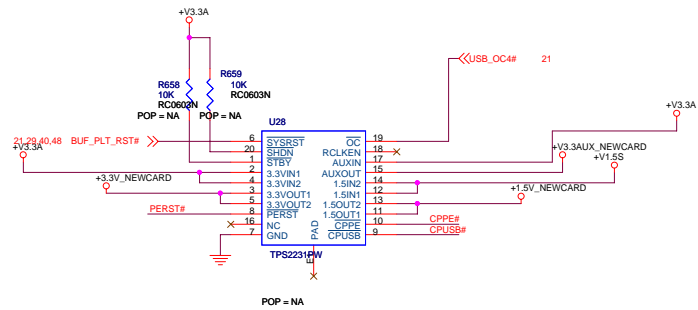 +V3.3A
R658
10K
RC0603N
POP = NA
R659
10K
RC0603N
POP = NA
USB_OC4# 21
+V3.3A
U28
21,29,40,48 BUF_PLT_RST#
+V3.3A
+3.3V_NEWCARD
PERST#
6 SYSRST
20 SHDN
1 STBY
2 3.3VIN1
4 3.3VIN2
3 3.3VOUT1
5 3.3VOUT2
8 PERST
16 NC
7 GND
PAD
OC 19
RCLKEN 18
AUXIN 17
AUXOUT 15
1.5IN2 14
1.5IN1 12
1.5OUT2 13
1.5OUT1 11
CPPE 10
CPUSB 9
+V3.3AUX_NEWCARD
+V1.5S
+1.5V_NEWCARD
CPPE#
CPUSB#
TPS2231PW
POP = NA